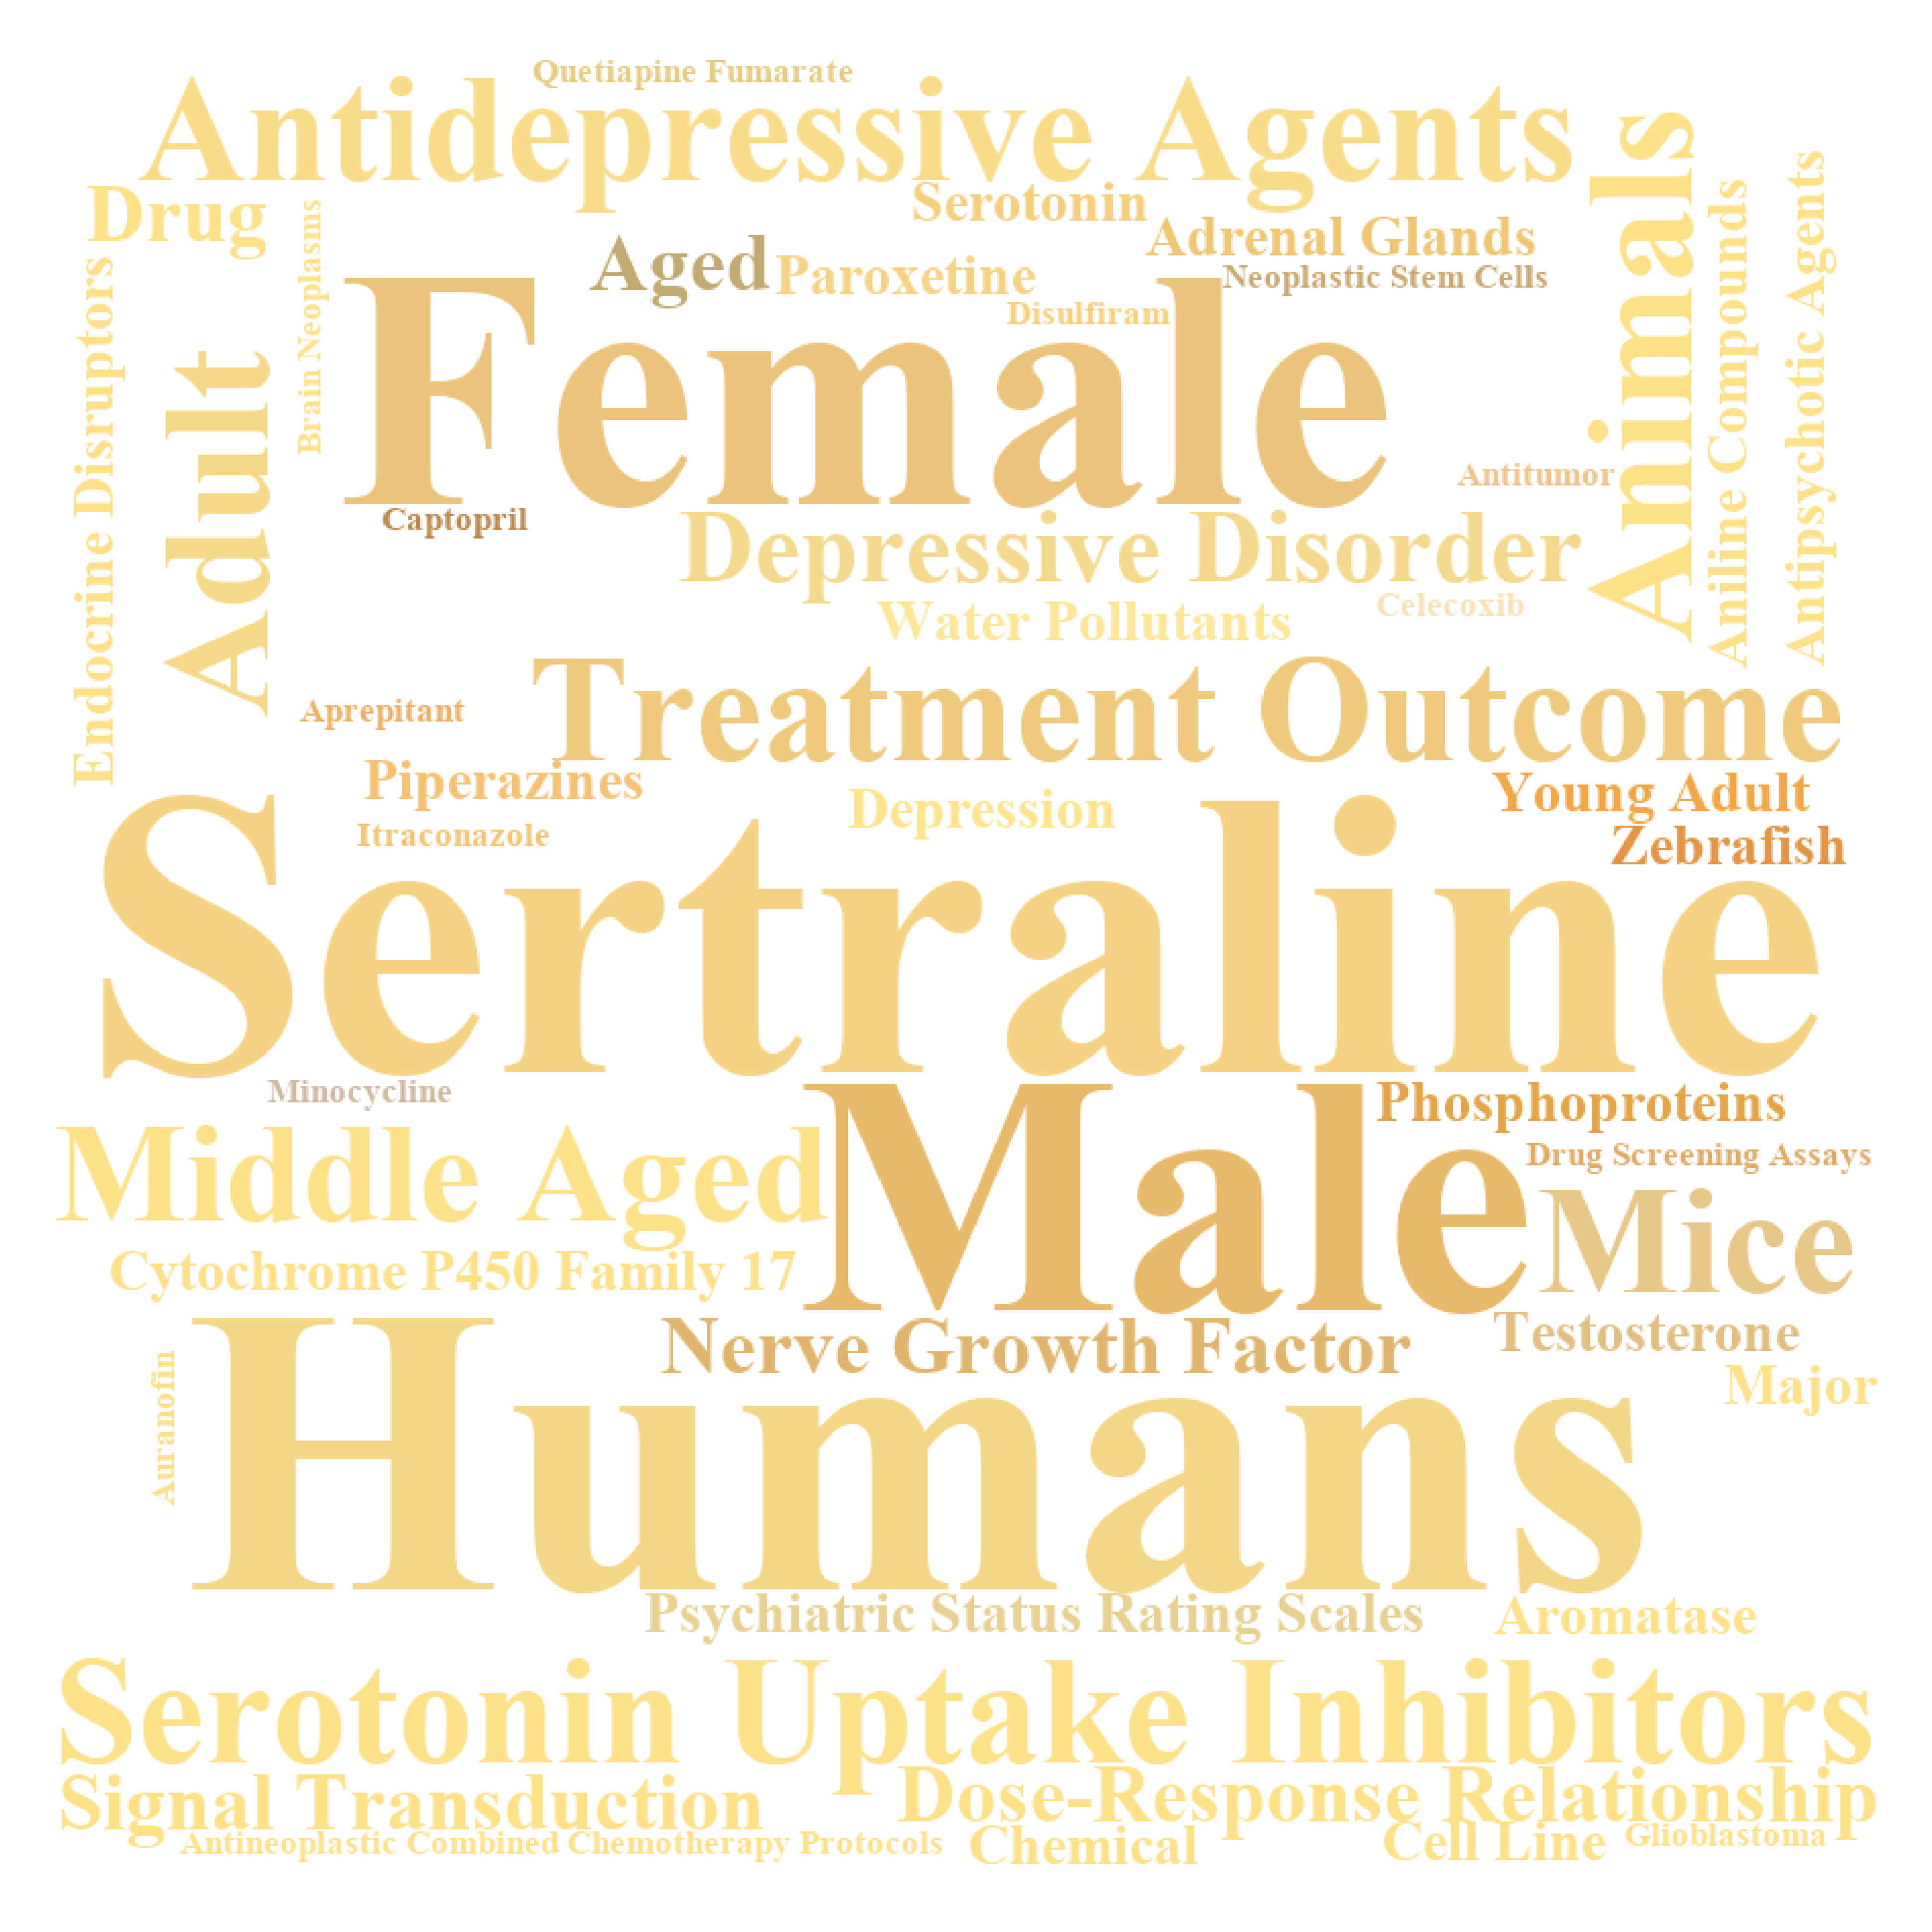 Quetiapine Fumarate
Antidepressive Agents
Drug
Serotonin
Adrenal Glands
Aged
Paroxetine
Neoplastic Stem Cells
Disulfiram
Female
Brain Neoplasms
Endocrine Disruptors
Adult
Animals
Aniline Compounds
Antipsychotic Agents
Antitumor
Captopril
Depressive Disorder
Water Pollutants
Celecoxib
Aprepitant
Treatment Outcome
Piperazines
Young Adult
Depression
Itraconazole
Zebrafish
Sertraline
Minocycline
Male
Phosphoproteins
Middle Aged
Drug Screening Assays
Mice
Cytochrome P450 Family 17
Nerve Growth Factor
Testosterone
Major
Auranofin
Humans
Psychiatric Status Rating Scales
Aromatase
Serotonin Uptake Inhibitors
Signal Transduction
Dose-Response Relationship
Antineoplastic Combined Chemotherapy Protocols
Chemical
Cell Line
Glioblastoma